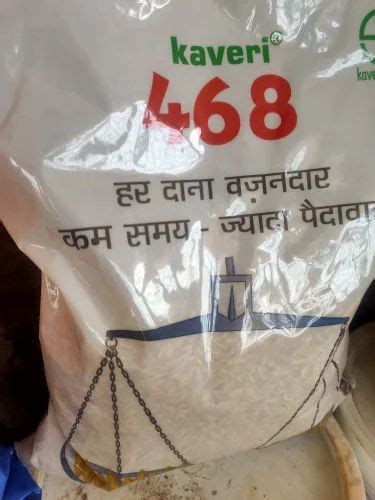 kaveri®
468
हर दाना वज़नदार
कम समय - ज्यादा